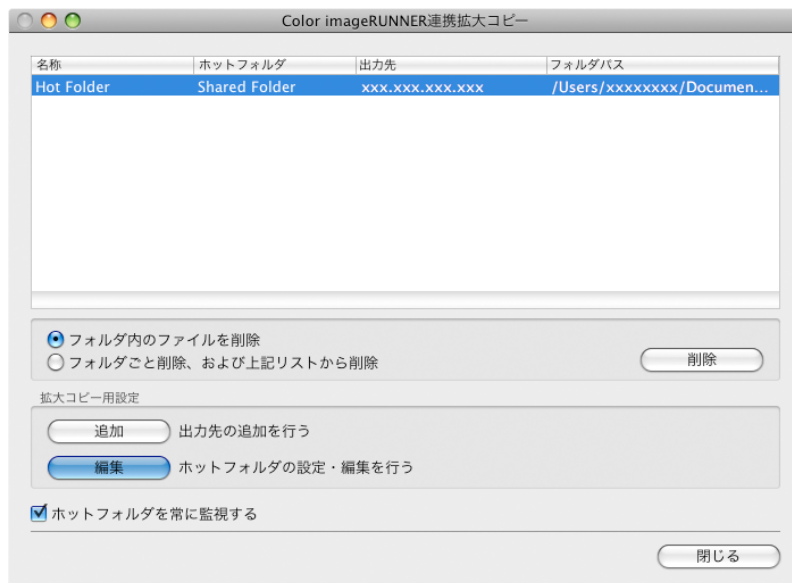 Color imageRUNNER連携拡大コピー
名称 ホットフォルダ 出力先 フォルダパス
Hot Folder Shared Folder xxx.xxx.xxx.xxx /Users/xxxxxxxx/Documen...
フォルダ内のファイルを削除
フォルダごと削除、および上記リストから削除
削除
拡大コピー用設定
追加 出力先の追加を行う
編集 ホットフォルダの設定・編集を行う
ホットフォルダを常に監視する
閉じる